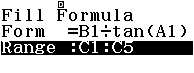 Fill Formula
Form =B1÷tan(A1)
Range :C1:C5